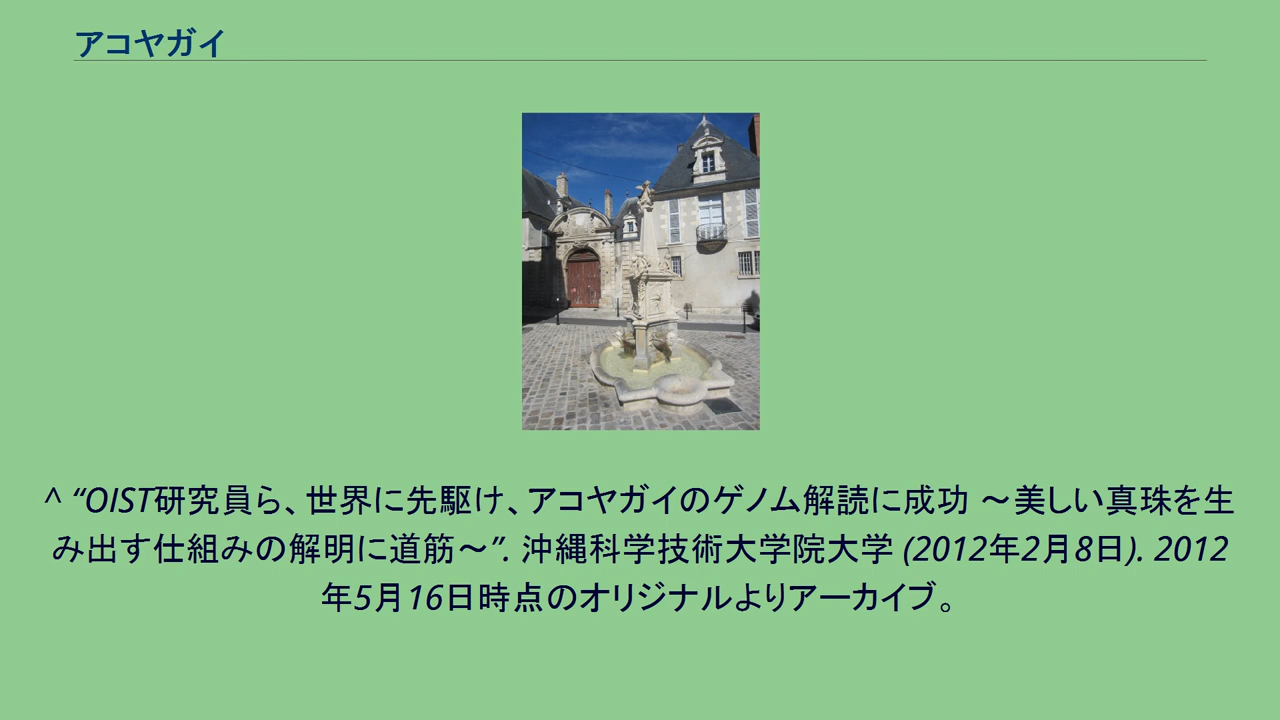 アコヤガイ
^ “OIST研究員ら、世界に先駆け、アコヤガイのゲノム解読に成功 ～美しい真珠を生
み出す仕組みの解明に道筋～”. 沖縄科学技術大学院大学 (2012年2月8日). 2012
年5月16日時点のオリジナルよりアーカイブ。